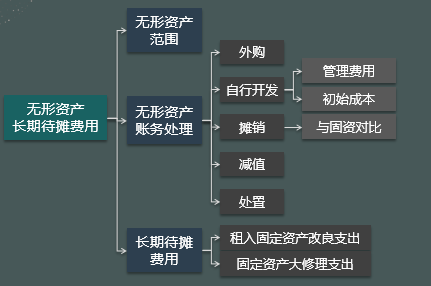 无形资产
长期待摊费用
无形资产
范围
无形资产
账务处理
外购
自行开发
管理费用
初始成本
摊销
与固资对比
减值
处置
长期待摊
费用
租入固定资产改良支出
固定资产大修理支出